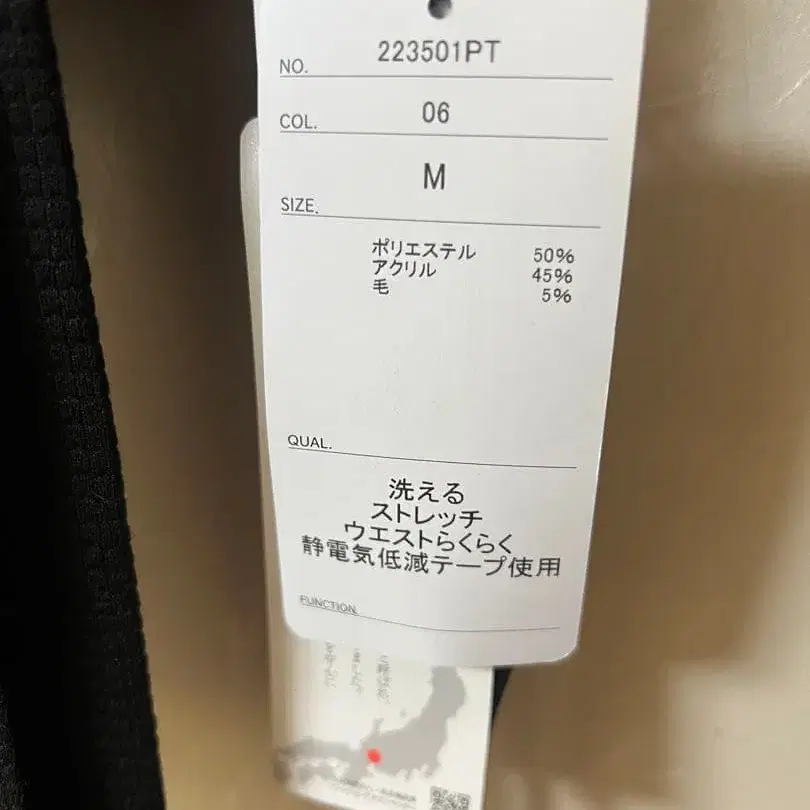 NO. 223501PT
COL. 06
SIZE. M
ポリエステル 50%
アクリル 45%
毛 5%
QUAL.
洗える
ストレッチ
ウエストらくらく
静電気低減テープ使用
FUNCTION.